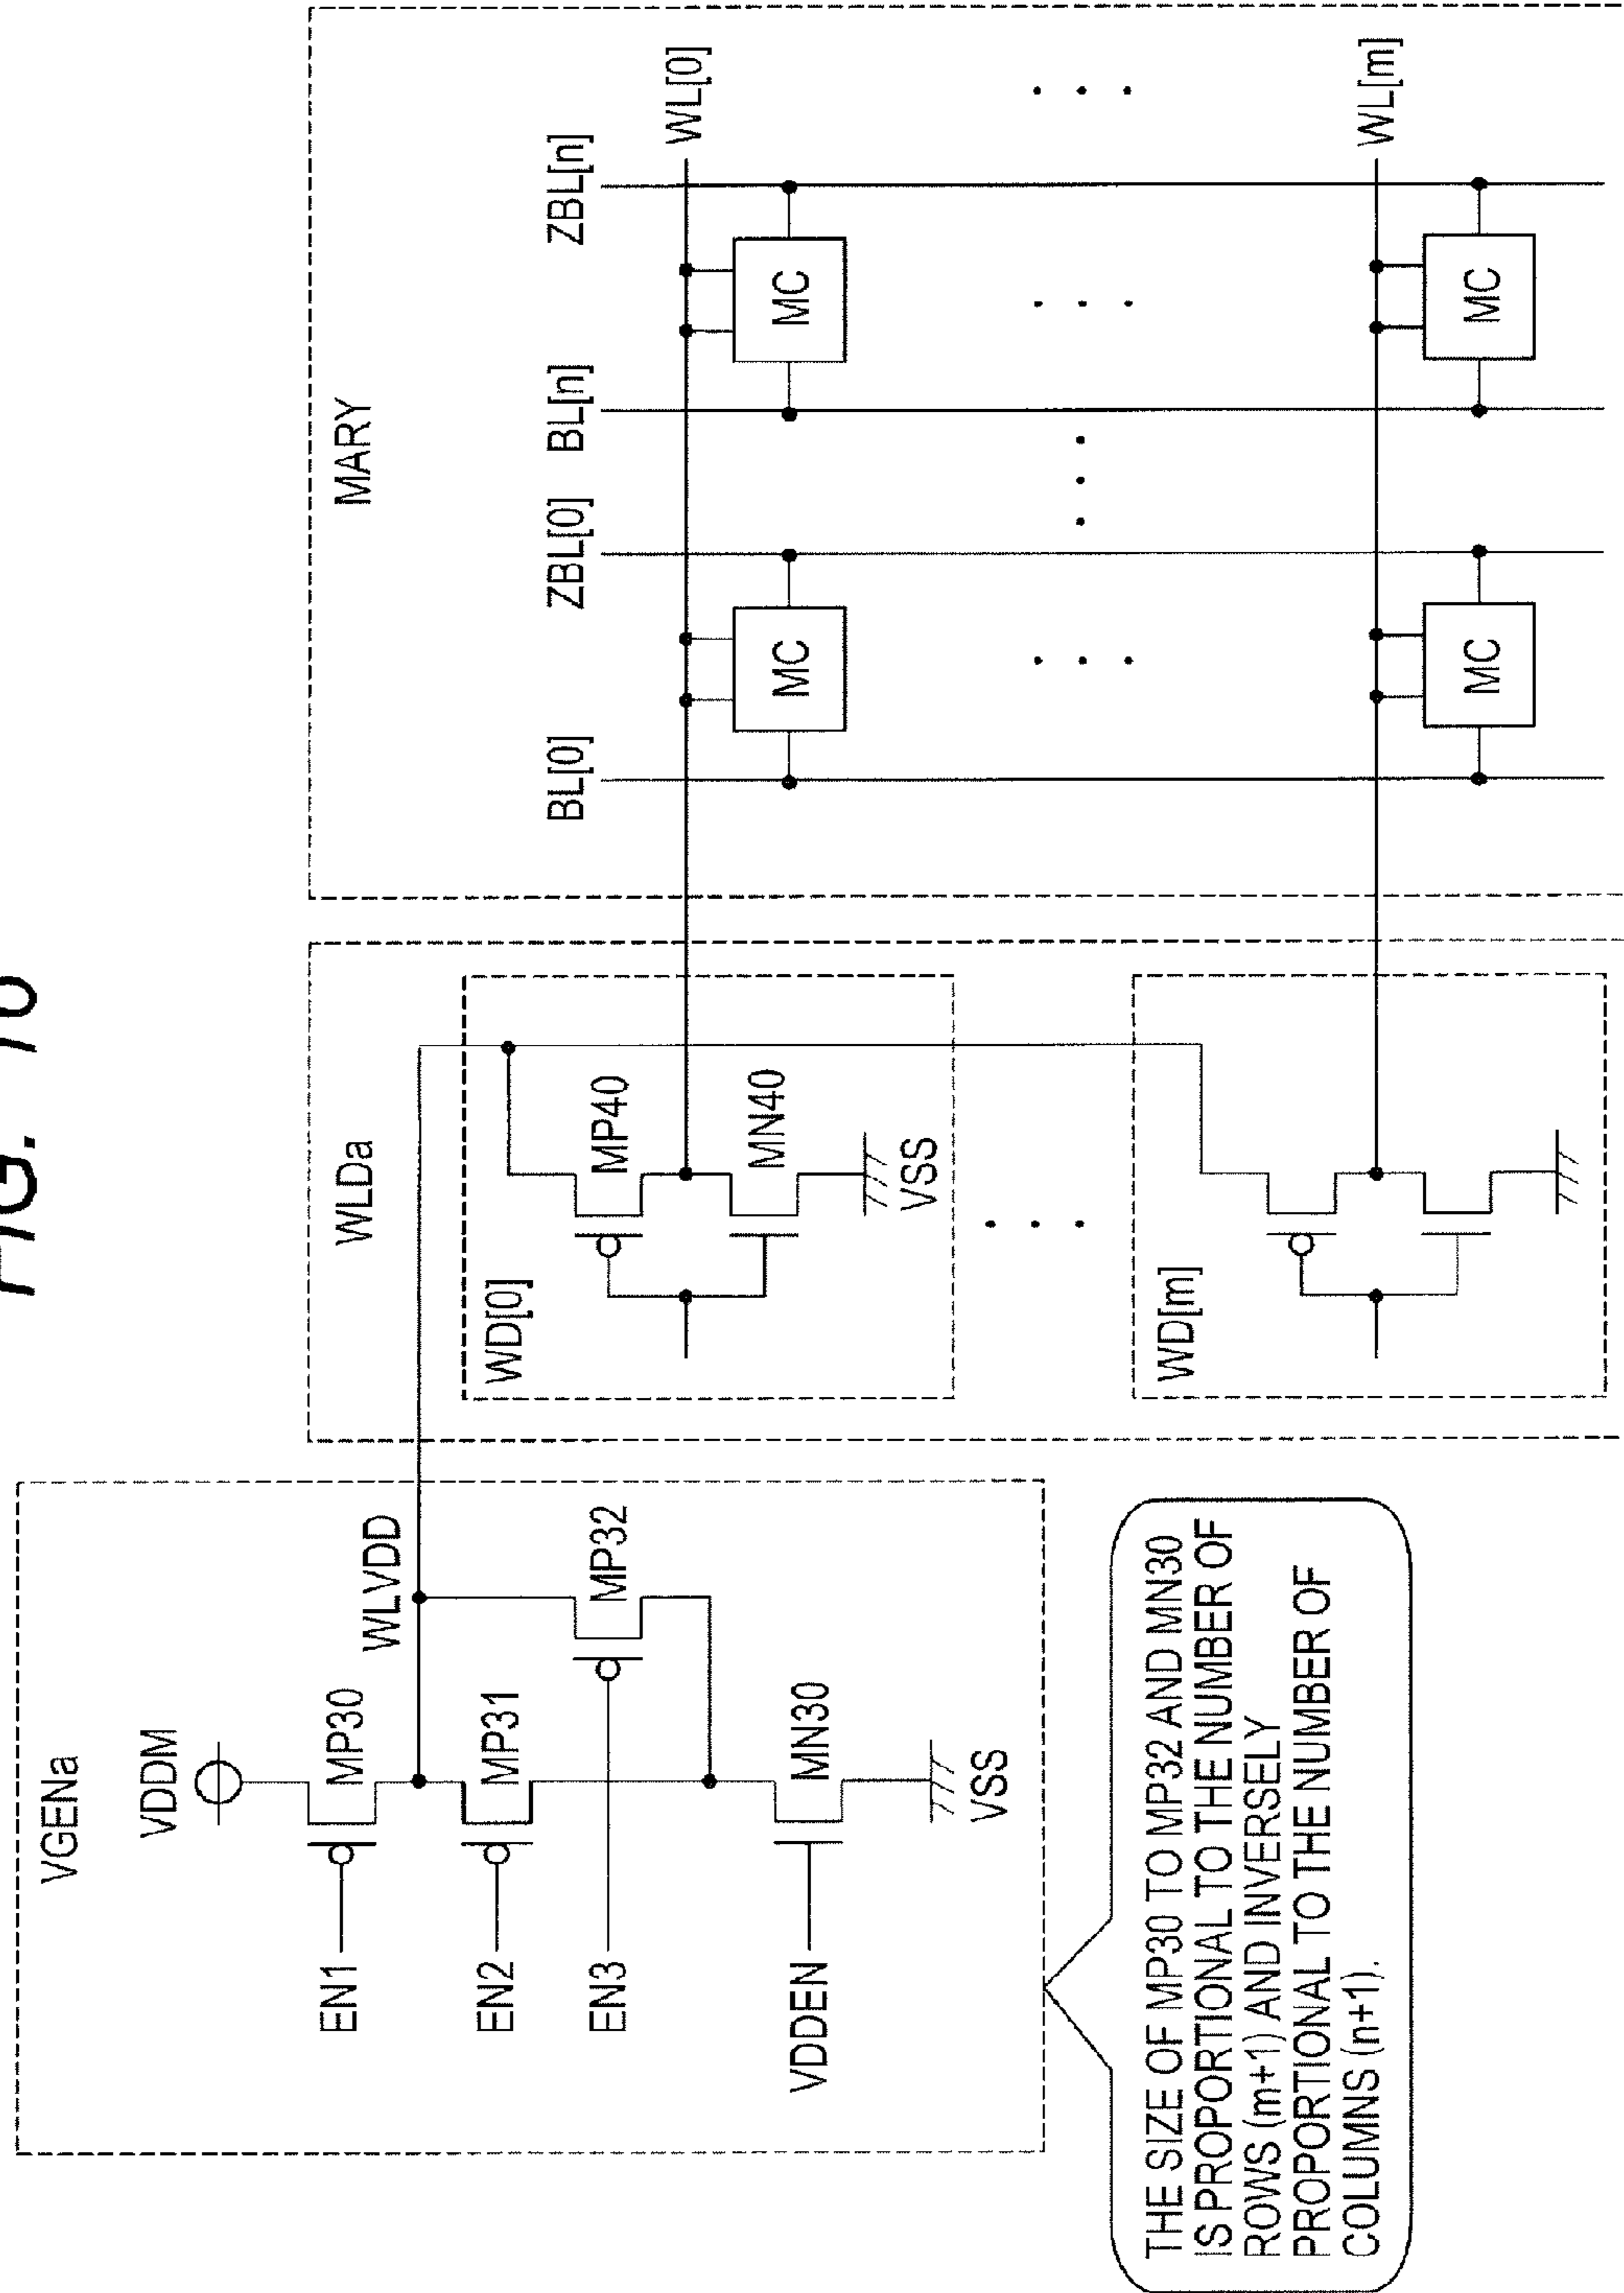 FIG.
VGENa
VDDM
EN1
MP30
WLVDD
EN2
MP31
EN3
MP32
VDDEN
MN30
VSS
THE SIZE OF MP30 TO MP32 AND MN30
IS PROPORTIONAL TO THE NUMBER OF
ROWS (m+1) AND INVERSELY
PROPORTIONAL TO THE NUMBER OF
COLUMNS (n+1).
WLDa
WD[0]
MP40
MN40
VSS
WD[m]
MARY
BL[0]
ZBL[0]
BL[n]
ZBL[n]
WL[0]
MC
MC
WL[m]
MC
MC